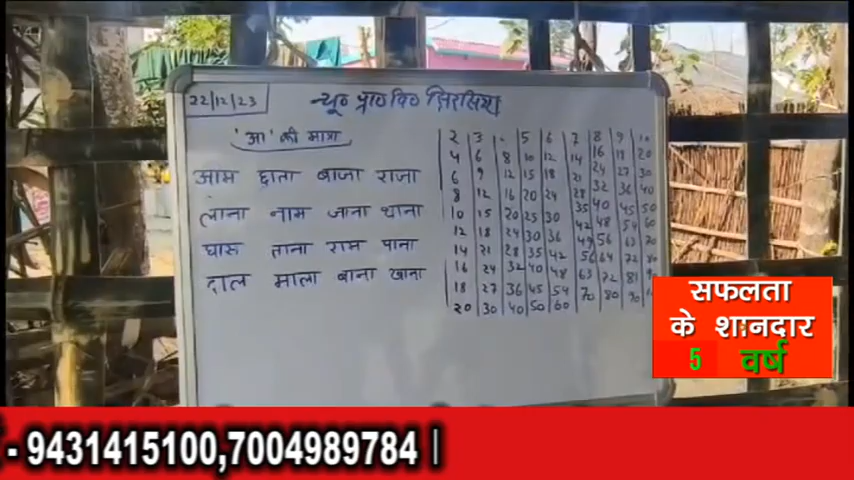 22/12/23
न्यू० प्रा० वि० सिरसिया
'आ' की मात्रा
आम छाता बाजा राजा
लाना नाम जाना थाना
घास ताना राम पाना
दाल माला बाना खाना
2 3 5 6 7 8 9 10
4 6 8 10 12 14 16 18 20
6 9 12 15 18 21 24 27 30
8 12 16 20 24 28 32 36 40
10 15 20 25 30 35 40 45 50
12 18 24 30 36 42 48 54 60
14 21 28 35 42 49 56 63 70
16 24 32 40 48 56 64 72 80
18 27 36 45 54 63 72 81
20 30 40 50 60 70 80 90
सफलता
के शानदार
5 वर्ष
- 9431415100,7004989784 |